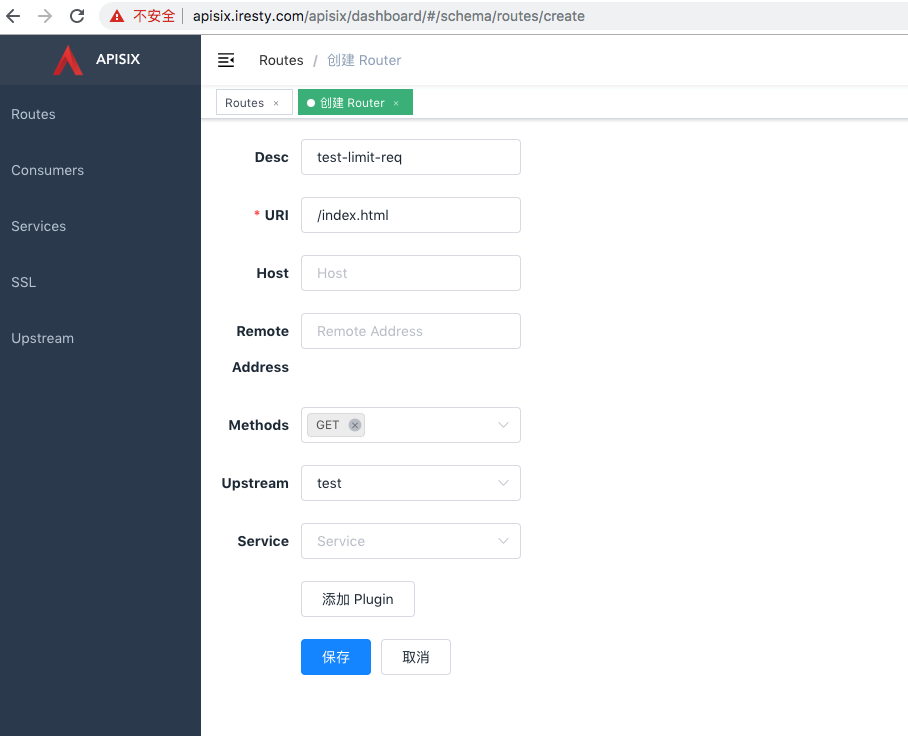 不安全 apisix.iresty.com/apisix/dashboard/#/schema/routes/create
APISIX
Routes / 创建 Router
Routes ×
创建 Router ×
Routes
Consumers
Services
SSL
Upstream
Desc test-limit-req
* URI /index.html
Host Host
Remote Address Remote Address
Methods GET
Upstream test
Service Service
添加 Plugin
保存 取消